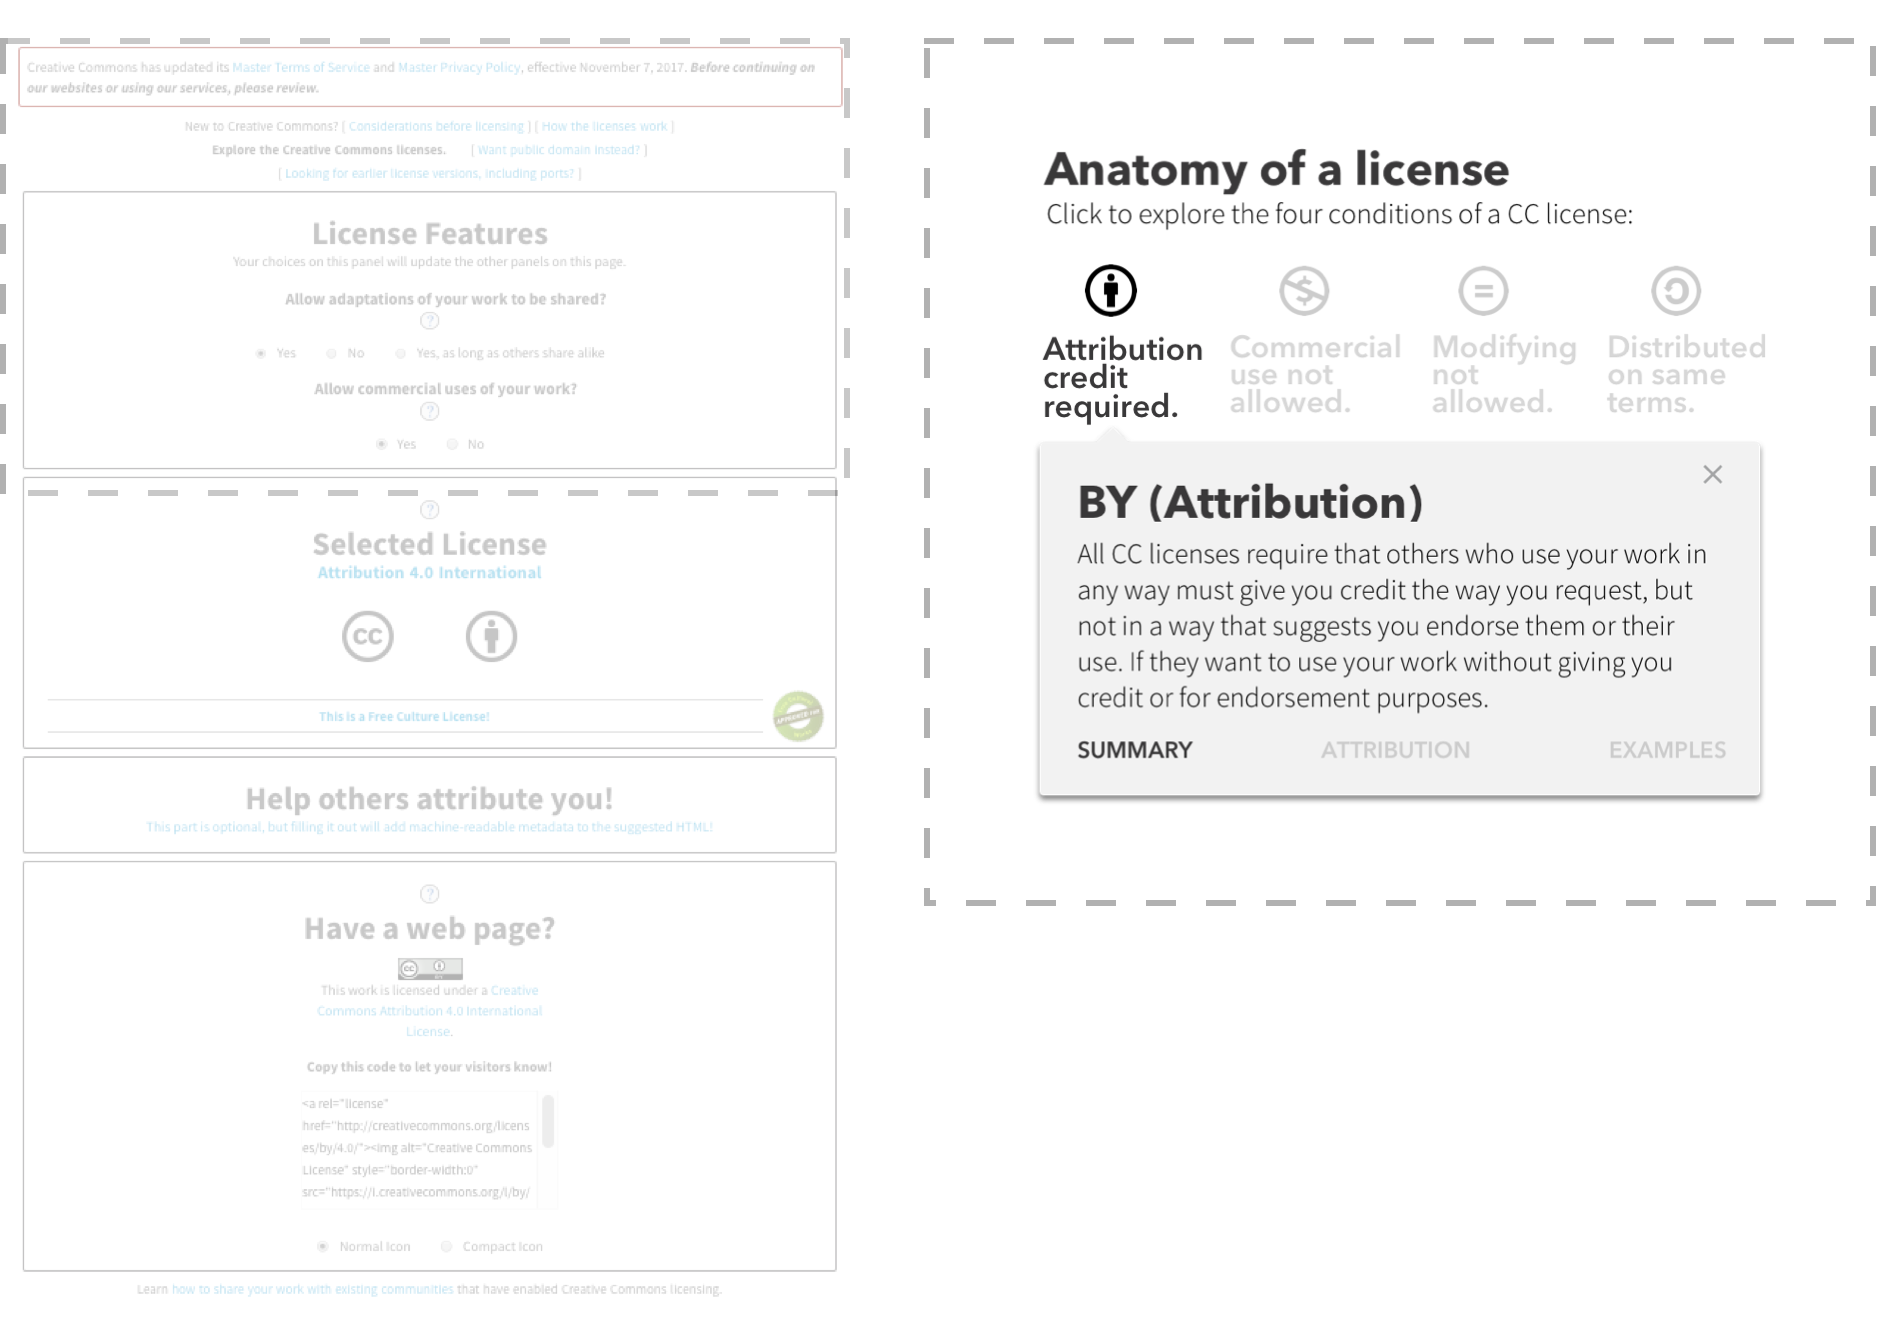 Creative Commons has updated its Master Terms of Service and Master Privacy Policy, effective November 7, 2017. Before continuing on
our websites or using our services, please review.
New to Creative Commons? [ Considerations before licensing ] [ How the licenses work ]
Explore the Creative Commons licenses. [ Want public domain instead? ]
[ Looking for earlier license versions, including ports? ]
License Features
Your choices on this panel will update the other panels on this page.
Allow adaptations of your work to be shared?
?
Yes No Yes, as long as others share alike
Allow commercial uses of your work?
?
Yes No
?
Selected License
Attribution 4.0 International
cc
This is a Free Culture License!
APPROVED FOR
Help others attribute you!
This part is optional, but filling it out will add machine-readable metadata to the suggested HTML!
?
Have a web page?
cc
BY
This work is licensed under a Creative
Commons Attribution 4.0 International
License.
Copy this code to let your visitors know!
<a rel="license"
href="http://creativecommons.org/licens
es/by/4.0/"><img alt="Creative Commons
License" style="border-width:0"
src="https://i.creativecommons.org/l/by/
Normal Icon Compact Icon
Learn how to share your work with existing communities that have enabled Creative Commons licensing.
Anatomy of a license
Click to explore the four conditions of a CC license:
Attribution
credit
required.
Commercial
use not
allowed.
Modifying
not
allowed.
Distributed
on same
terms.
BY (Attribution)
All CC licenses require that others who use your work in
any way must give you credit the way you request, but
not in a way that suggests you endorse them or their
use. If they want to use your work without giving you
credit or for endorsement purposes.
SUMMARY ATTRIBUTION EXAMPLES